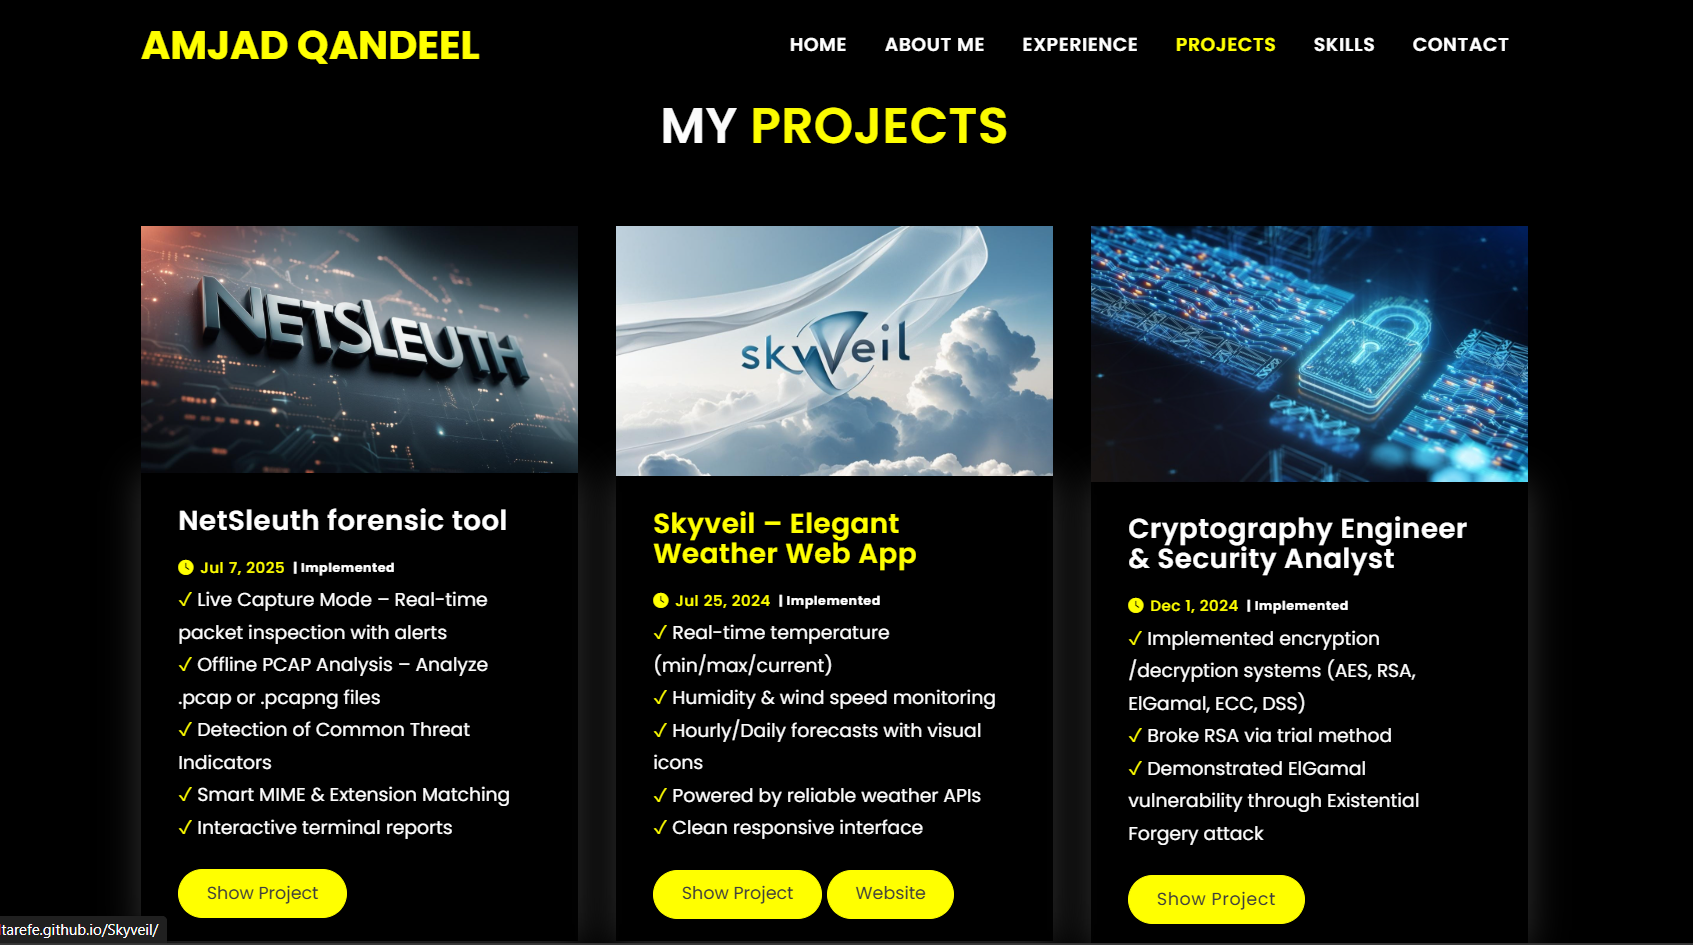 AMJAD QANDEEL
HOME ABOUT ME EXPERIENCE PROJECTS SKILLS CONTACT
MY PROJECTS
NETSLEUTH
NetSleuth forensic tool
Jul 7, 2025 | Implemented
✓ Live Capture Mode – Real-time
packet inspection with alerts
✓ Offline PCAP Analysis – Analyze
.pcap or .pcapng files
✓ Detection of Common Threat
Indicators
✓ Smart MIME & Extension Matching
✓ Interactive terminal reports
Show Project
skyveil
Skyveil – Elegant
Weather Web App
Jul 25, 2024 | Implemented
✓ Real-time temperature
(min/max/current)
✓ Humidity & wind speed monitoring
✓ Hourly/Daily forecasts with visual
icons
✓ Powered by reliable weather APIs
✓ Clean responsive interface
Show Project Website
Cryptography Engineer
& Security Analyst
Dec 1, 2024 | Implemented
✓ Implemented encryption
/decryption systems (AES, RSA,
ElGamal, ECC, DSS)
✓ Broke RSA via trial method
✓ Demonstrated ElGamal
vulnerability through Existential
Forgery attack
Show Project
tarefe.github.io/Skyveil/